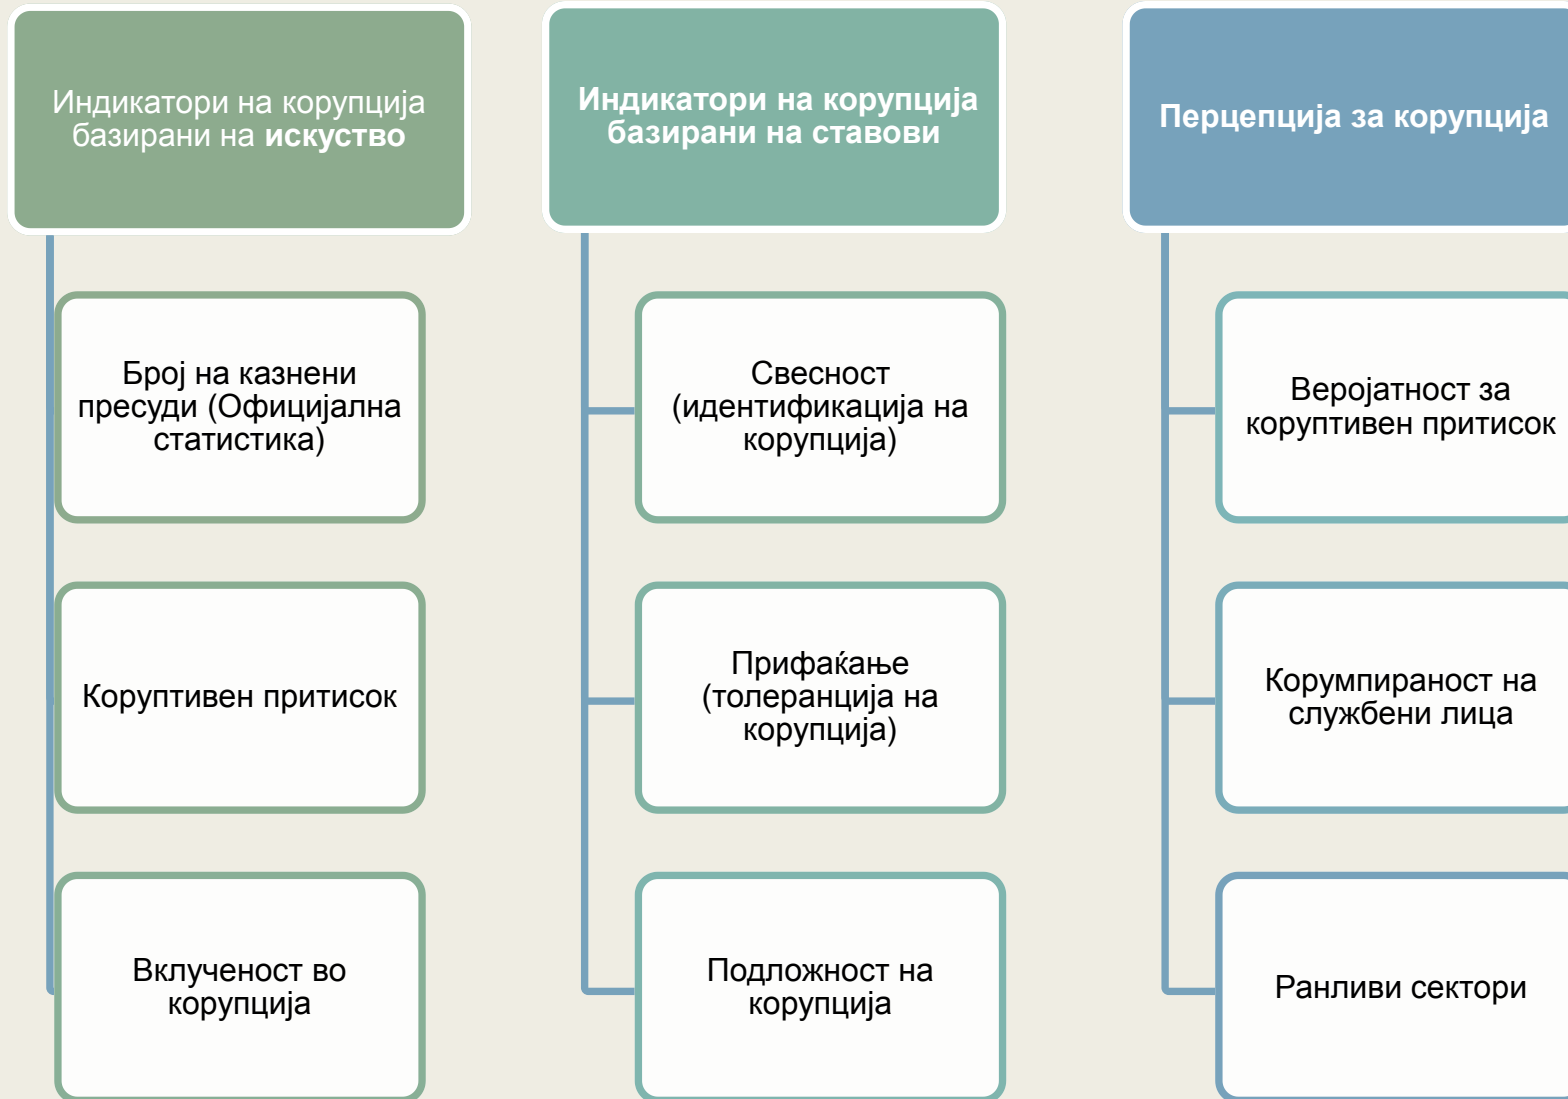 Индикатори на корупција
базирани на искуство
Број на казнени
пресуди (Официјална
статистика)
Коруптивен притисок
Вклученост во
корупција
Индикатори на корупција
базирани на ставови
Свесност
(идентификација на
корупција)
Прифаќање
(толеранција на
корупција)
Подложност на
корупција
Перцепција за корупција
Веројатност за
коруптивен притисок
Корумпираност на
службени лица
Ранливи сектори